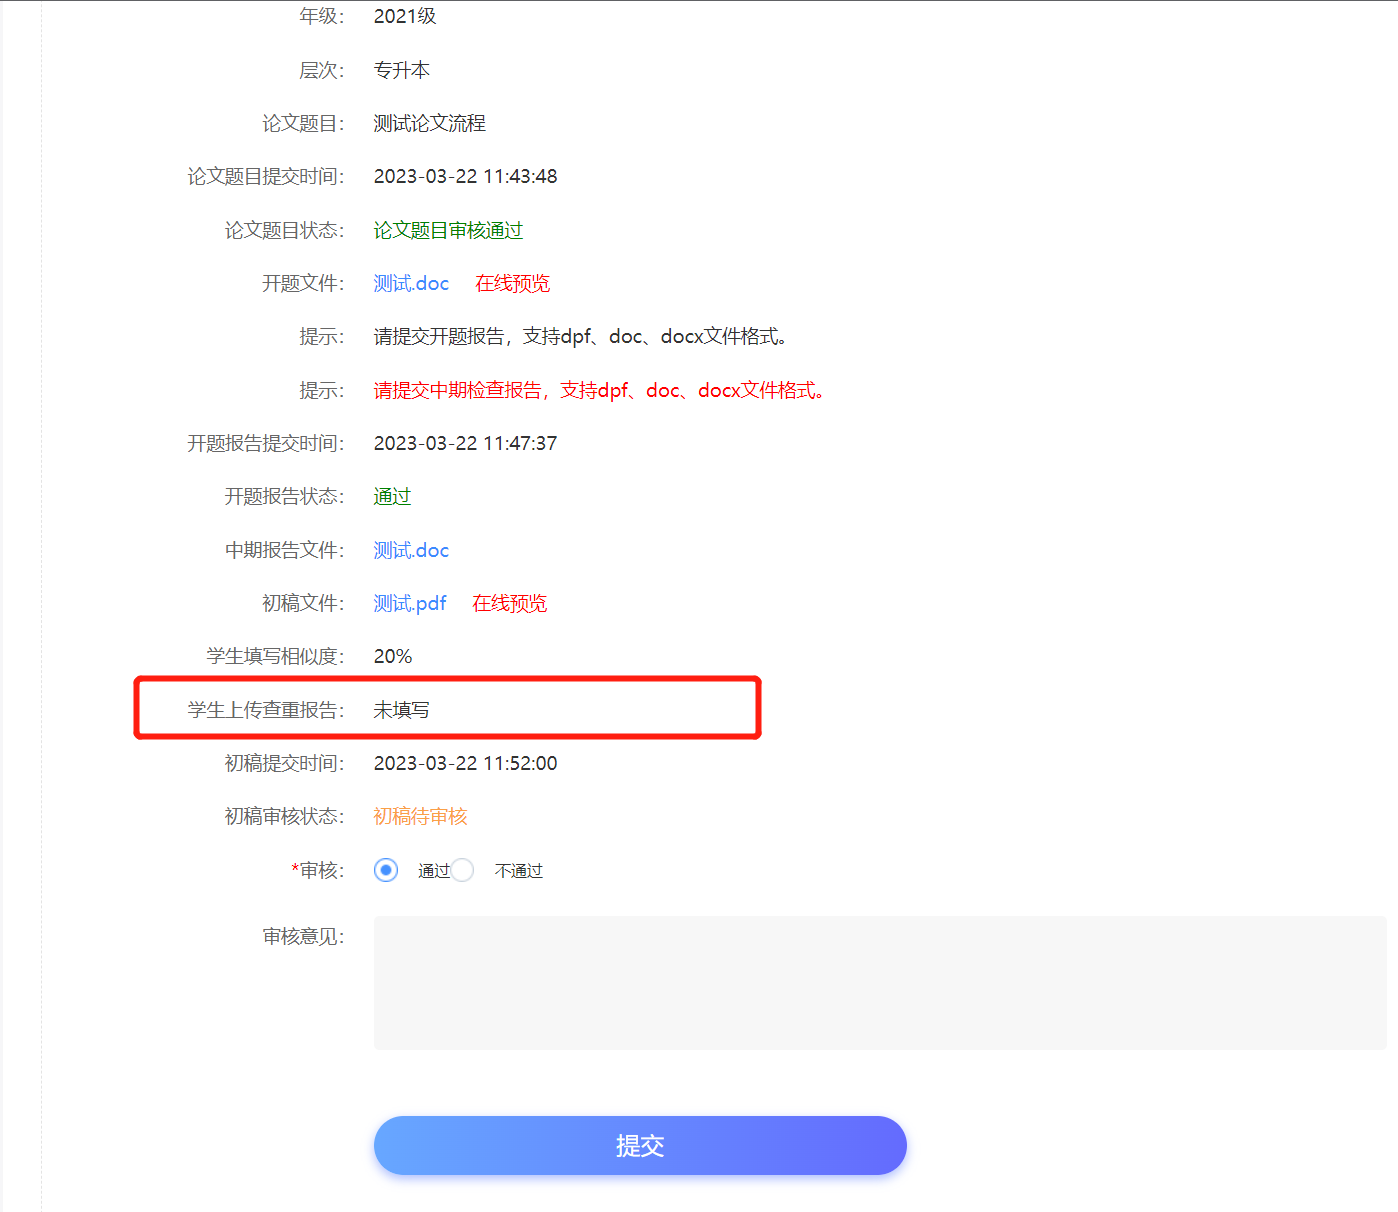 年级： 2021级
层次： 专升本
论文题目： 测试论文流程
论文题目提交时间： 2023-03-22 11:43:48
论文题目状态： 论文题目审核通过
开题文件： 测试.doc 在线预览
提示： 请提交开题报告，支持dpf、doc、docx文件格式。
提示： 请提交中期检查报告，支持dpf、doc、docx文件格式。
开题报告提交时间： 2023-03-22 11:47:37
开题报告状态： 通过
中期报告文件： 测试.doc
初稿文件： 测试.pdf 在线预览
学生填写相似度： 20%
学生上传查重报告： 未填写
初稿提交时间： 2023-03-22 11:52:00
初稿审核状态： 初稿待审核
*审核： 通过 不通过
审核意见：
提交